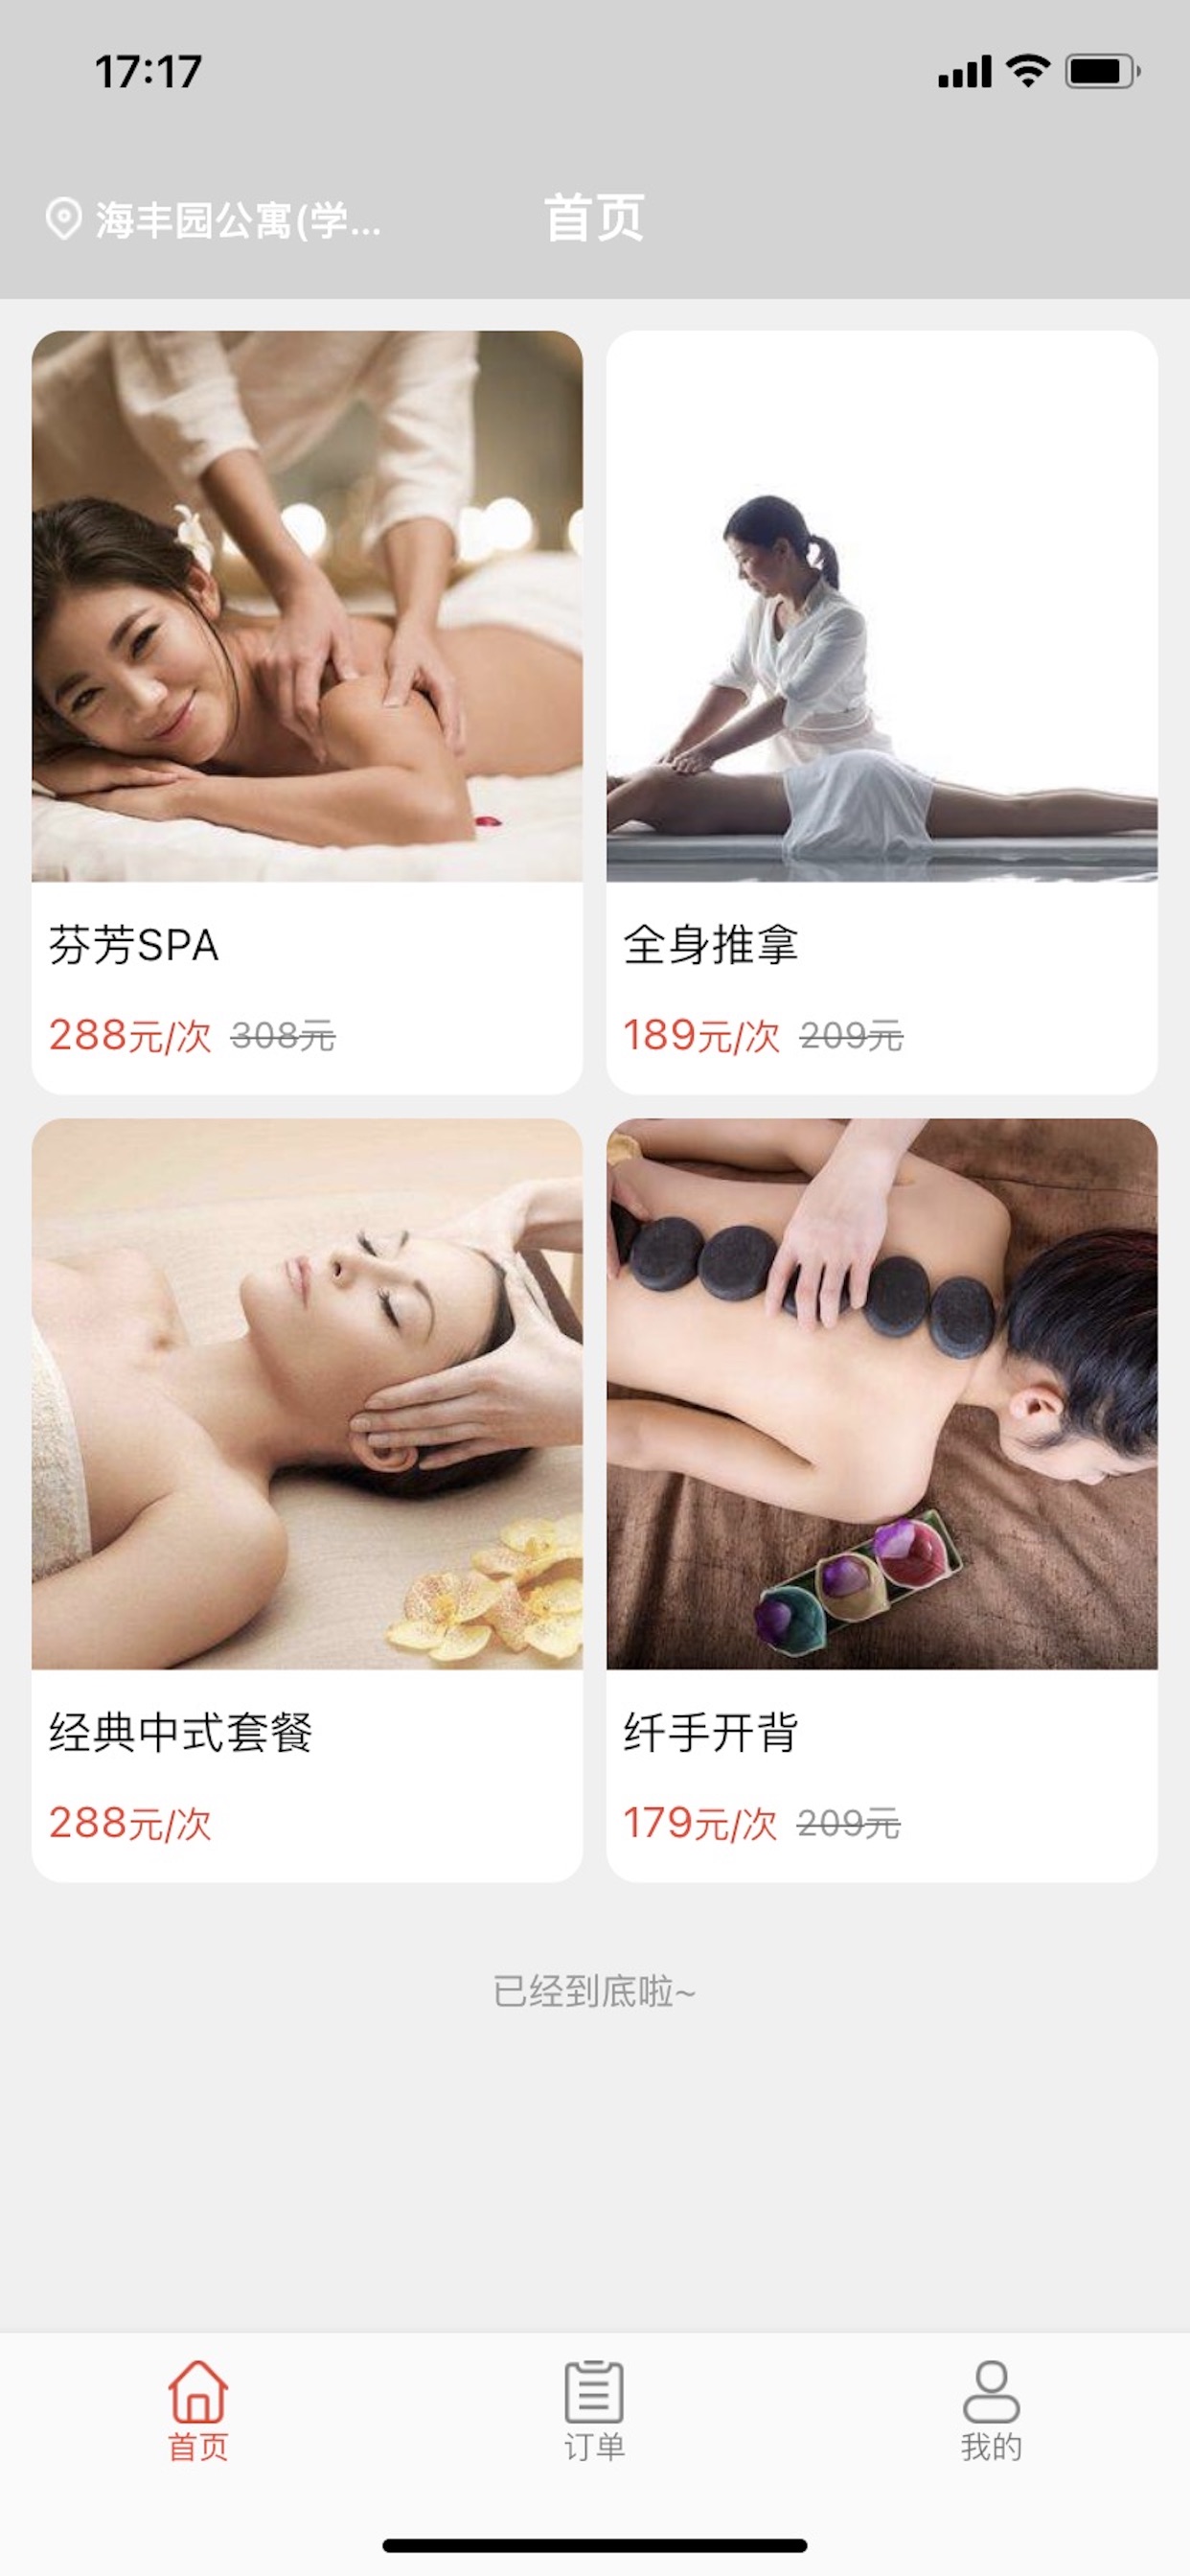 17:17
海丰园公寓(学...
首页
芬芳SPA
288元/次 308元
全身推拿
189元/次 209元
经典中式套餐
288元/次
纤手开背
179元/次 209元
已经到底啦~
首页
订单
我的